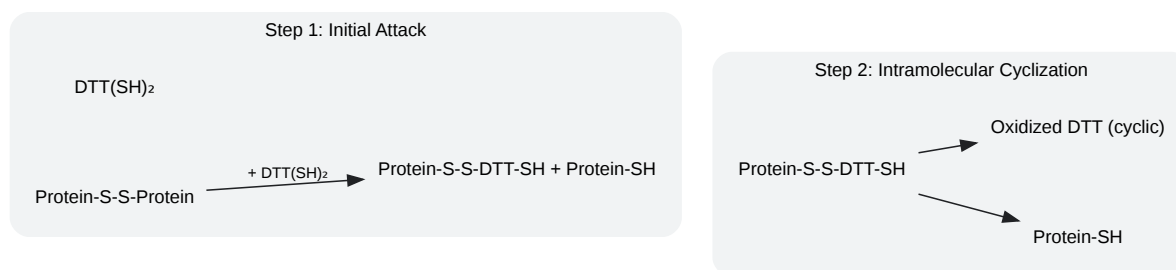 Step 1: Initial Attack
DTT(SH)₂
Protein-S-S-Protein
+ DTT(SH)₂
Protein-S-S-DTT-SH + Protein-SH
Step 2: Intramolecular Cyclization
Protein-S-S-DTT-SH
Oxidized DTT (cyclic)
Protein-SH